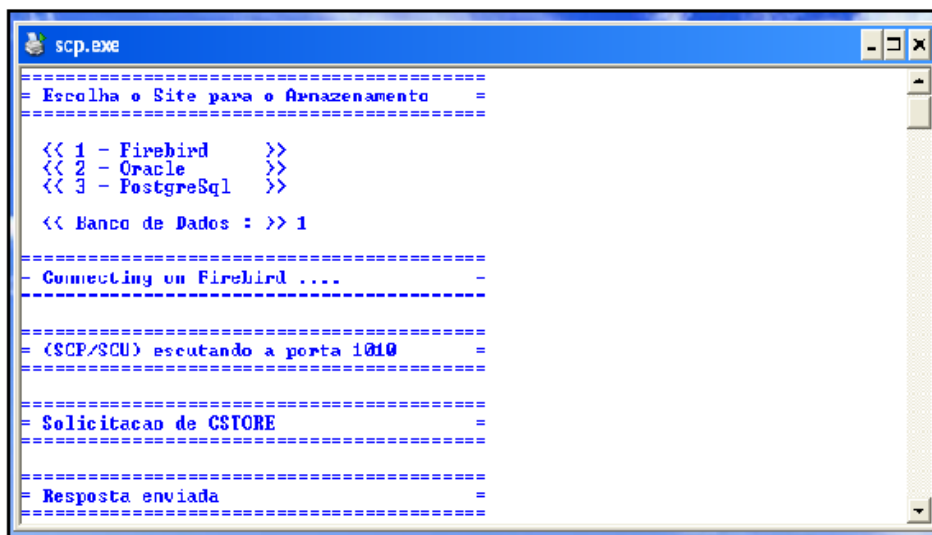 scp.exe
=========================================
= Escolha o Site para o Armazenamento =
=========================================
<< 1 - Firebird >>
<< 2 - Oracle >>
<< 3 - PostgreSql >>
<< Banco de Dados : >> 1
=========================================
- Connecting on Firebird .... -
-----------------------------------------
=========================================
= (SCP/SCU) escutando a porta 1010 =
=========================================
=========================================
= Solicitacao de CSTORE =
=========================================
=========================================
= Resposta enviada =
=========================================